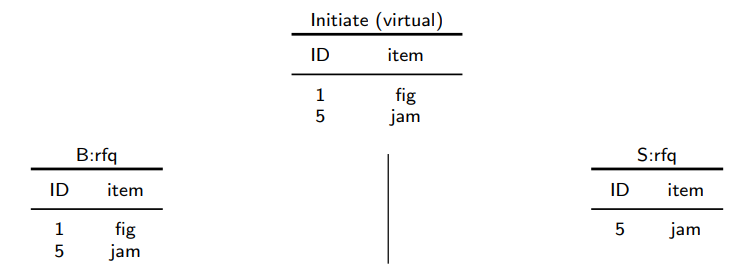 Initiate (virtual)
ID item
1 fig
5 jam
B:rfq
ID item
1 fig
5 jam
S:rfq
ID item
5 jam